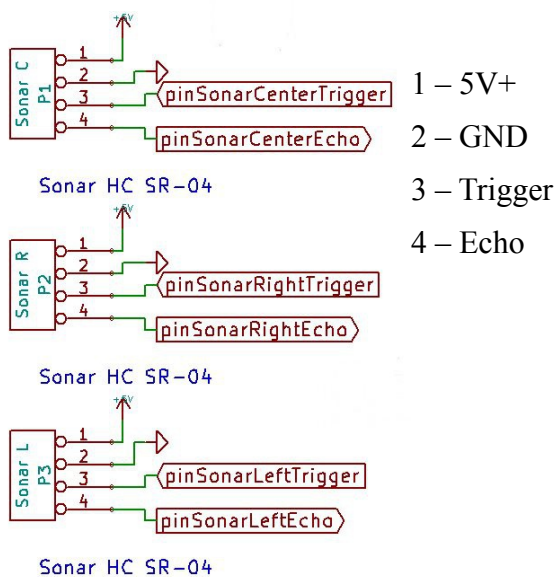 +5V
Sonar C
P1
1
2
3
4
pinSonarCenterTrigger
pinSonarCenterEcho
Sonar HC SR-04
+5V
Sonar R
P2
1
2
3
4
pinSonarRightTrigger
pinSonarRightEcho
Sonar HC SR-04
+5V
Sonar L
P3
1
2
3
4
pinSonarLeftTrigger
pinSonarLeftEcho
Sonar HC SR-04
1 – 5V+
2 – GND
3 – Trigger
4 – Echo